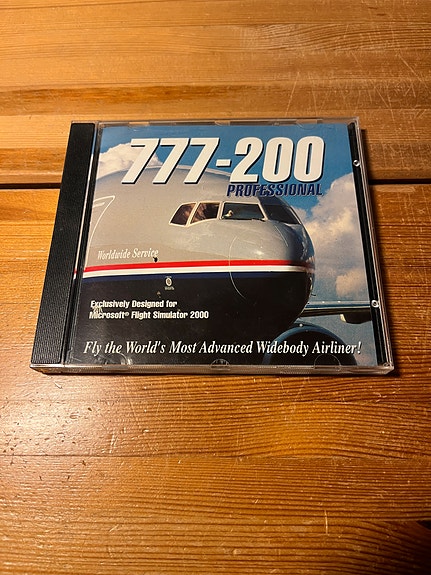 777-200
PROFESSIONAL
Worldwide Service
Exclusively Designed for
Microsoft® Flight Simulator 2000
Fly the World's Most Advanced Widebody Airliner!